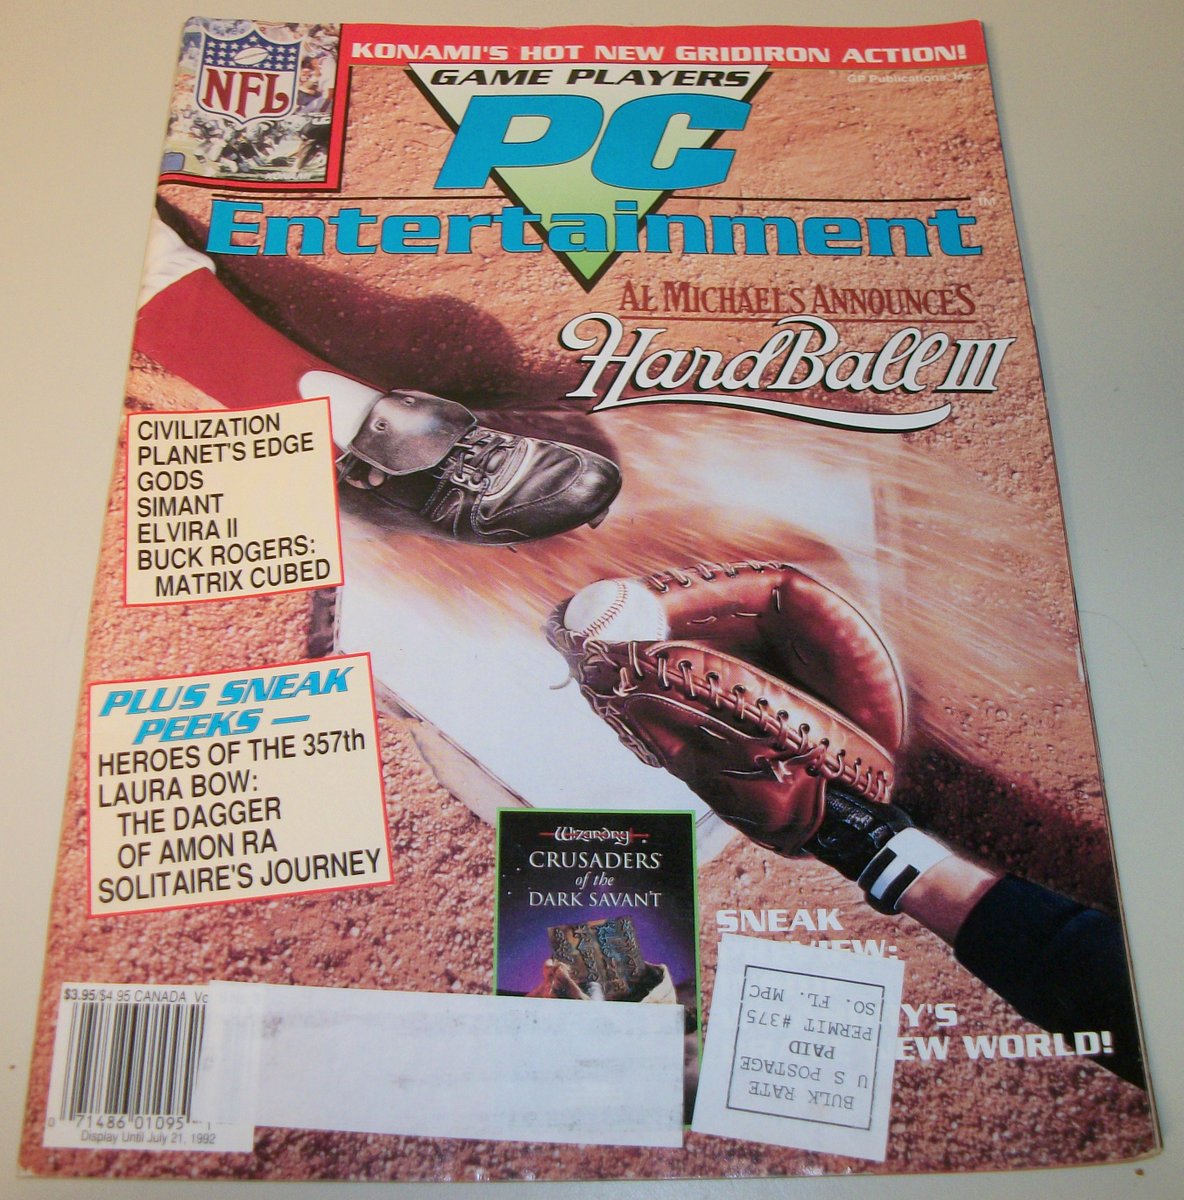 NFL
KONAMI'S HOT NEW GRIDIRON ACTION!
GP Publications, Inc.
GAME PLAYERS
PC
Entertainment
TM
AL MICHAELS ANNOUNCES
HardBall III
CIVILIZATION
PLANET'S EDGE
GODS
SIMANT
ELVIRA II
BUCK ROGERS:
MATRIX CUBED
PLUS SNEAK
PEEKS —
HEROES OF THE 357th
LAURA BOW:
THE DAGGER
OF AMON RA
SOLITAIRE'S JOURNEY
Wizardry
CRUSADERS
of the
DARK SAVANT
SNEAK
Y'S
EW WORLD!
BULK RATE
U S POSTAGE
PAID
PERMIT #375
SO. FL. MPC
$3.95/$4.95 CANADA
0 71486 01095
Display Until July 21, 1992